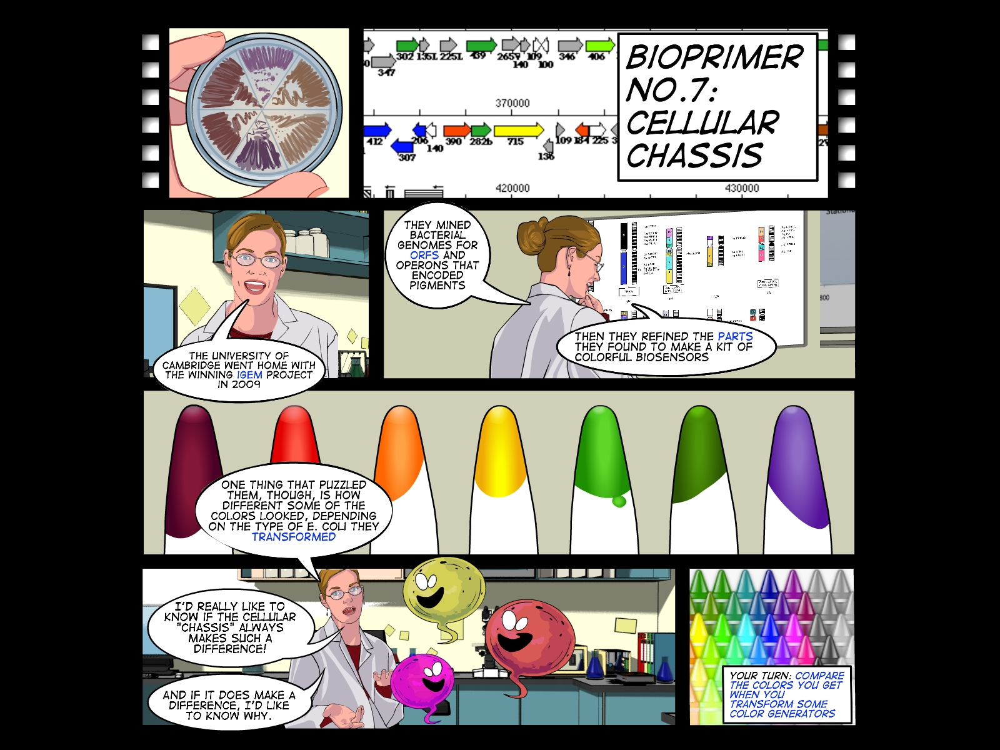 302 135L 225L 439 265V 109 346 406
140 100
347
370000
412 206 390 282b 715 109 184 225
140
307 136
420000 430000
BIOPRIMER
NO.7:
CELLULAR
CHASSIS
THE UNIVERSITY OF
CAMBRIDGE WENT HOME WITH
THE WINNING IGEM PROJECT
IN 2009
THEY MINED
BACTERIAL
GENOMES FOR
ORFS AND
OPERONS THAT
ENCODED
PIGMENTS
THEN THEY REFINED THE PARTS
THEY FOUND TO MAKE A KIT OF
COLORFUL BIOSENSORS
800
ONE THING THAT PUZZLED
THEM, THOUGH, IS HOW
DIFFERENT SOME OF THE
COLORS LOOKED, DEPENDING
ON THE TYPE OF E. COLI THEY
TRANSFORMED
I'D REALLY LIKE TO
KNOW IF THE CELLULAR
"CHASSIS" ALWAYS
MAKES SUCH A
DIFFERENCE!
AND IF IT DOES MAKE A
DIFFERENCE, I'D LIKE
TO KNOW WHY.
YOUR TURN: COMPARE
THE COLORS YOU GET
WHEN YOU
TRANSFORM SOME
COLOR GENERATORS